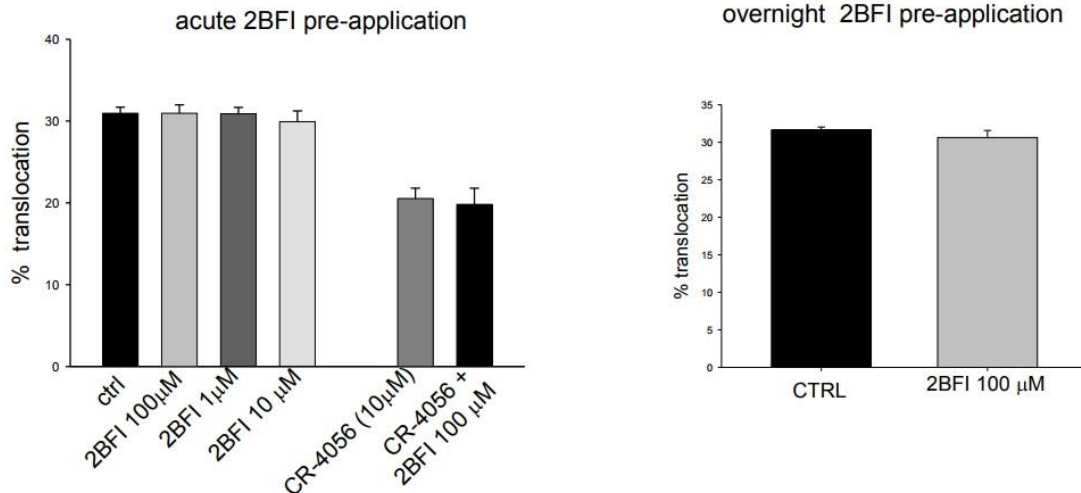 acute 2BFI pre-application
% translocation
40
30
20
10
0
ctrl
2BFI 100μM
2BFI 1μM
2BFI 10 μM
CR-4056 (10μM)
CR-4056 +
2BFI 100 μM
overnight 2BFI pre-application
% translocation
35
30
25
20
15
10
5
0
CTRL
2BFI 100 μM